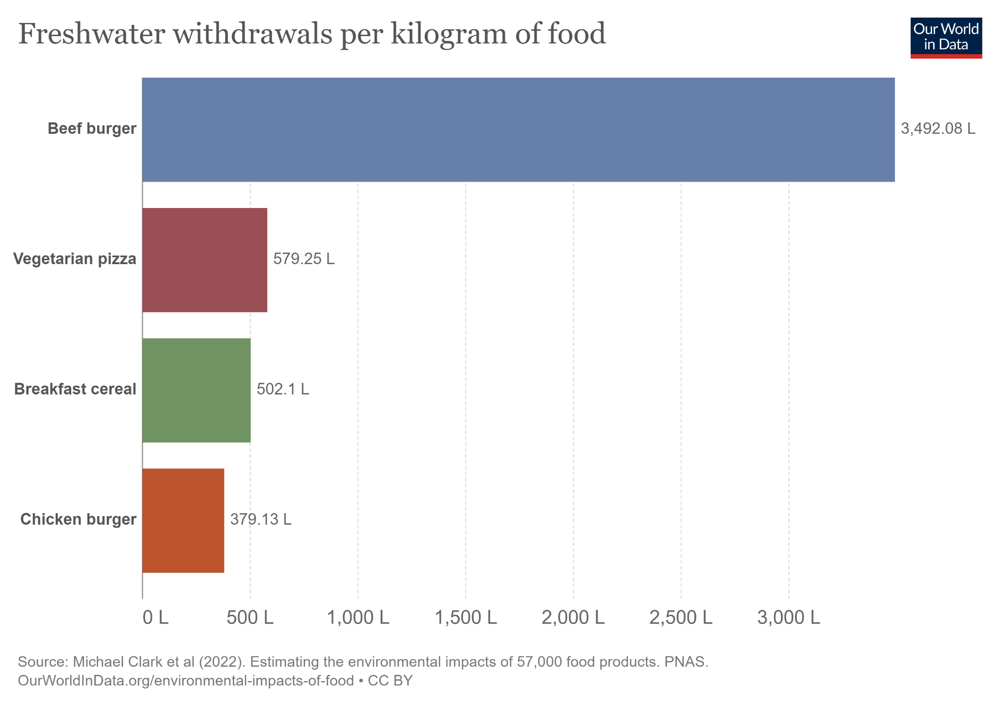 Freshwater withdrawals per kilogram of food
Our World
in Data
Beef burger
3,492.08 L
Vegetarian pizza
579.25 L
Breakfast cereal
502.1 L
Chicken burger
379.13 L
0 L
500 L
1,000 L
1,500 L
2,000 L
2,500 L
3,000 L
Source: Michael Clark et al (2022). Estimating the environmental impacts of 57,000 food products. PNAS.
OurWorldInData.org/environmental-impacts-of-food • CC BY